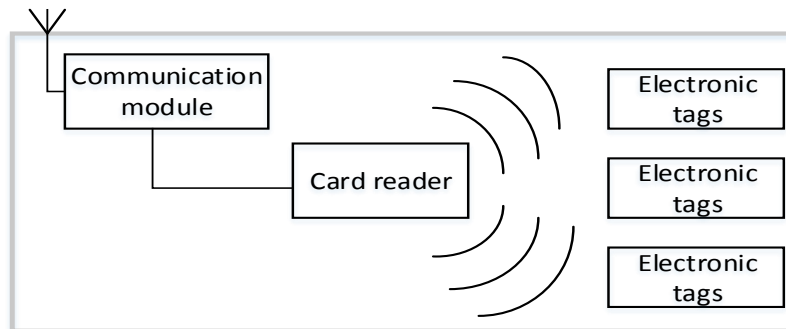 Communication
module
Card reader
Electronic
tags
Electronic
tags
Electronic
tags